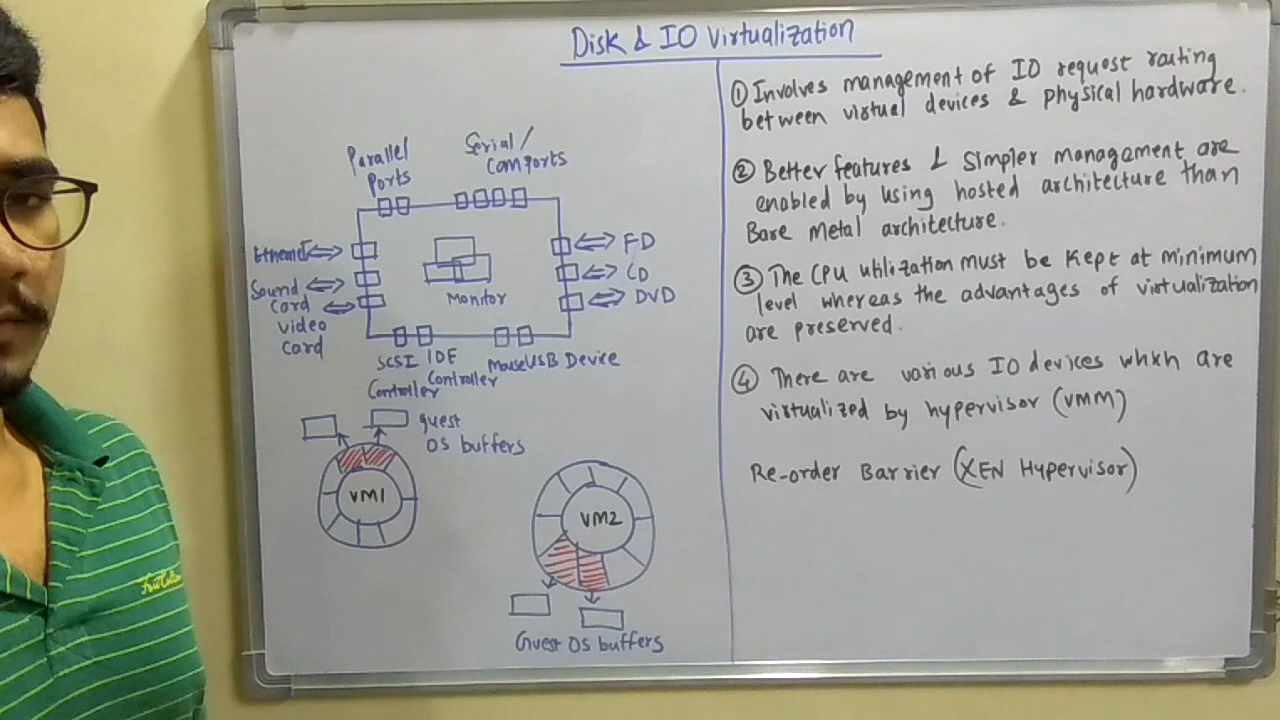 Disk & IO Virtualization
Parallel
Ports
Serial/
Com ports
Ethernet
Sound
Card
video
card
Monitor
FD
CD
DVD
SCSI
Controller
IDE
Controller
Mouse
USB Device
guest
OS buffers
VM1
VM2
Guest OS buffers
① Involves management of IO request routing
between virtual devices & physical hardware.
② Better features & Simpler management are
enabled by using hosted architecture than
Bare Metal architecture.
③ The CPU utilization must be kept at minimum
level whereas the advantages of virtualization
are preserved.
④ There are various IO devices which are
virtualized by hypervisor (VMM)
Re-order Barrier (XEN Hypervisor)